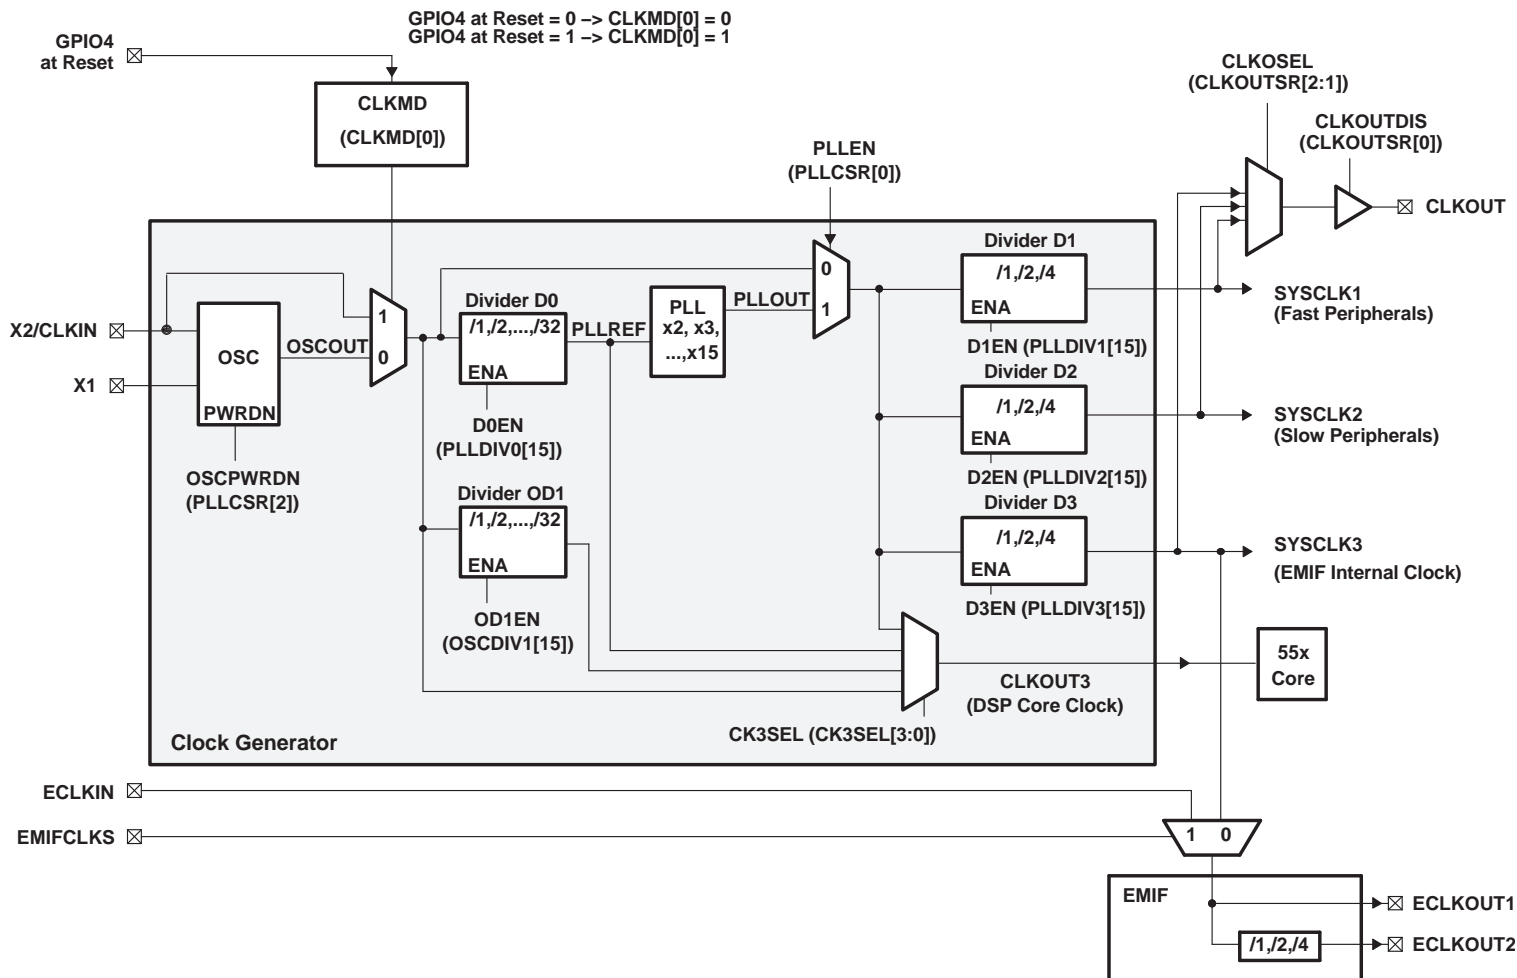 GPIO4 at Reset = 0 –> CLKMD[0] = 0
GPIO4 at Reset = 1 –> CLKMD[0] = 1
GPIO4
at Reset
CLKMD
(CLKMD[0])
PLLEN
(PLLCSR[0])
CLKOSEL
(CLKOUTSR[2:1])
CLKOUTDIS
(CLKOUTSR[0])
CLKOUT
X2/CLKIN
X1
OSC
PWRDN
OSCOUT
1
0
OSCPWRDN
(PLLCSR[2])
Divider D0
/1,/2,...,/32
ENA
D0EN
(PLLDIV0[15])
PLLREF
PLL
x2, x3,
...,x15
PLLOUT
0
1
Divider OD1
/1,/2,...,/32
ENA
OD1EN
(OSCDIV1[15])
Divider D1
/1,/2,/4
ENA
D1EN (PLLDIV1[15])
SYSCLK1
(Fast Peripherals)
Divider D2
/1,/2,/4
ENA
D2EN (PLLDIV2[15])
SYSCLK2
(Slow Peripherals)
Divider D3
/1,/2,/4
ENA
D3EN (PLLDIV3[15])
SYSCLK3
(EMIF Internal Clock)
CLKOUT3
(DSP Core Clock)
55x
Core
CK3SEL (CK3SEL[3:0])
Clock Generator
ECLKIN
EMIFCLKS
1 0
EMIF
ECLKOUT1
/1,/2,/4
ECLKOUT2